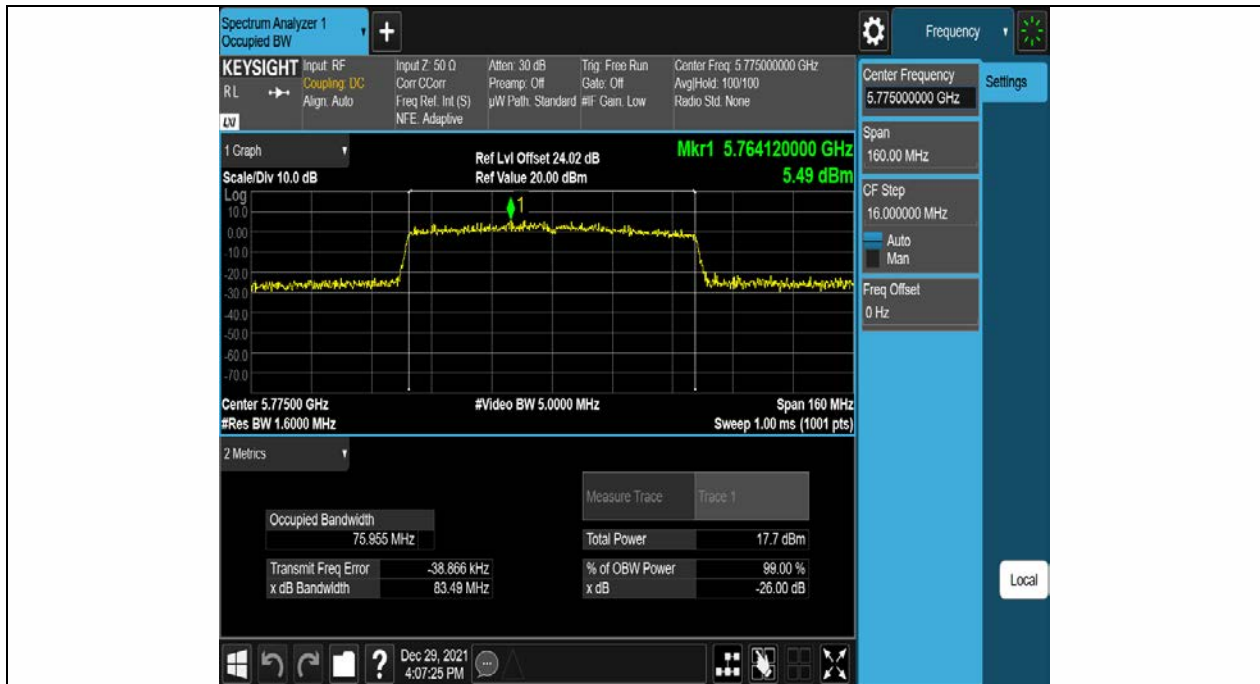 Spectrum Analyzer 1
Occupied BW
+
Frequency
KEYSIGHT
RL
LXI
Input: RF
Coupling: DC
Align: Auto
Input Z: 50 Ω
Corr CCorr
Freq Ref: Int (S)
NFE: Adaptive
Atten: 30 dB
Preamp: Off
µW Path: Standard
Trig: Free Run
Gate: Off
#IF Gain: Low
Center Freq: 5.775000000 GHz
Avg|Hold: 100/100
Radio Std: None
1 Graph
Scale/Div 10.0 dB
Ref Lvl Offset 24.02 dB
Ref Value 20.00 dBm
Mkr1 5.764120000 GHz
5.49 dBm
Log
10.0
0.00
-10.0
-20.0
-30.0
-40.0
-50.0
-60.0
-70.0
1
Center 5.77500 GHz
#Res BW 1.6000 MHz
#Video BW 5.0000 MHz
Span 160 MHz
Sweep 1.00 ms (1001 pts)
2 Metrics
Measure Trace Trace 1
Occupied Bandwidth
75.955 MHz
Total Power 17.7 dBm
Transmit Freq Error -38.866 kHz
% of OBW Power 99.00 %
x dB Bandwidth 83.49 MHz
x dB -26.00 dB
Center Frequency
5.775000000 GHz
Settings
Span
160.00 MHz
CF Step
16.000000 MHz
Auto
Man
Freq Offset
0 Hz
Local
?
Dec 29, 2021
4:07:25 PM